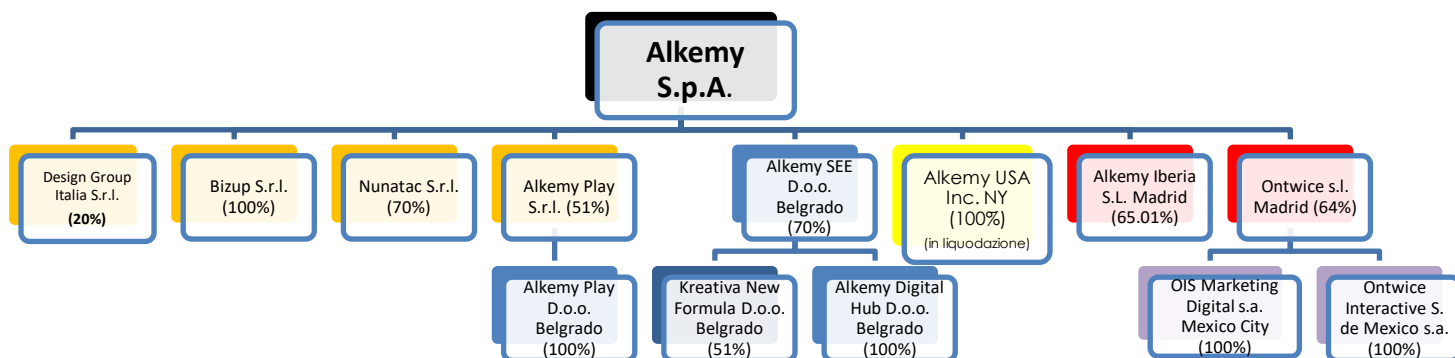 Alkemy
S.p.A.
Design Group
Italia S.r.l.
(20%)
Bizup S.r.l.
(100%)
Nunatac S.r.l.
(70%)
Alkemy Play
S.r.l. (51%)
Alkemy SEE
D.o.o.
Belgrado
(70%)
Alkemy USA
Inc. NY
(100%)
(in liquodazione)
Alkemy Iberia
S.L. Madrid
(65.01%)
Ontwice s.l.
Madrid (64%)
Alkemy Play
D.o.o.
Belgrado
(100%)
Kreativa New
Formula D.o.o.
Belgrado
(51%)
Alkemy Digital
Hub D.o.o.
Belgrado
(100%)
OIS Marketing
Digital s.a.
Mexico City
(100%)
Ontwice
Interactive S.
de Mexico s.a.
(100%)